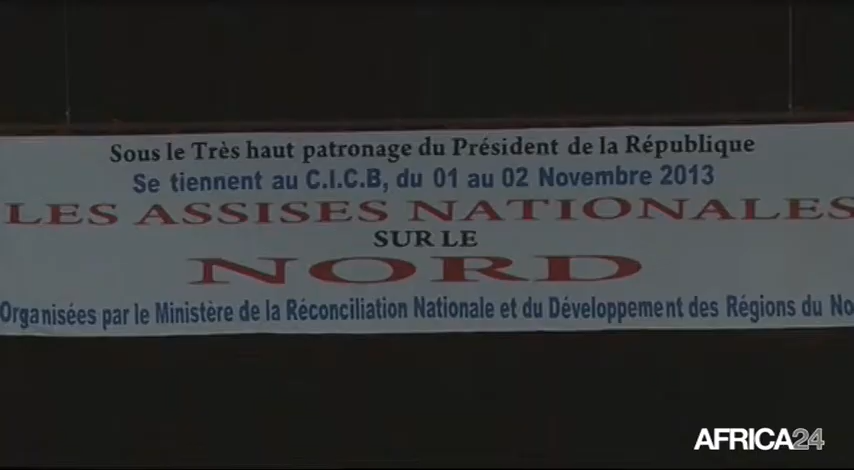 Sous le Très haut patronage du Président de la République
Se tiennent au C.I.C.B, du 01 au 02 Novembre 2013
LES ASSISES NATIONALES
SUR LE
NORD
Organisées par le Ministère de la Réconciliation Nationale et du Développement des Régions du No
AFRICA24